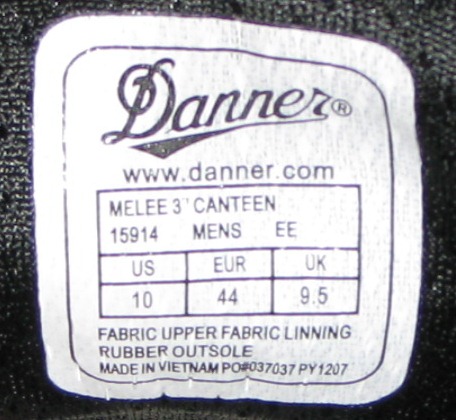 Danner®
www.danner.com
MELEE 3" CANTEEN
15914 MENS EE
US EUR UK
10 44 9.5
FABRIC UPPER FABRIC LINNING
RUBBER OUTSOLE
MADE IN VIETNAM PO#037037 PY1207